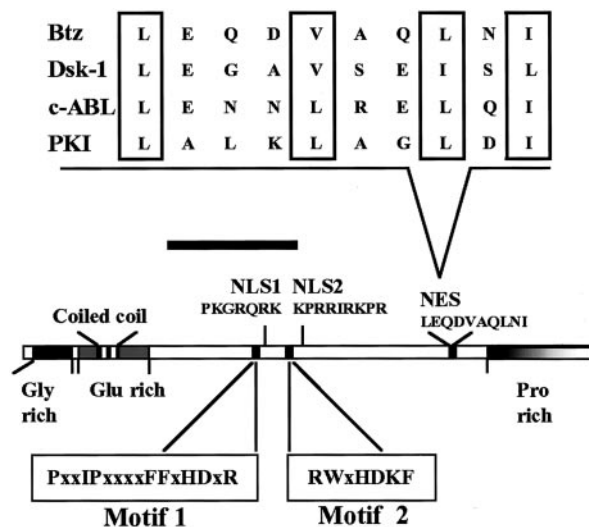 Btz L E Q D V A Q L N I
Dsk-1 L E G A V S E I S L
c-ABL L E N N L R E L Q I
PKI L A L K L A G L D I
NLS1 NLS2
PKGRQRK KPRRIRKPR
NES
LEQDVAQLNI
Coiled coil
Gly rich
Glu rich
Pro rich
PxxIPxxxxFFxHDxR
RWxHDKF
Motif 1
Motif 2